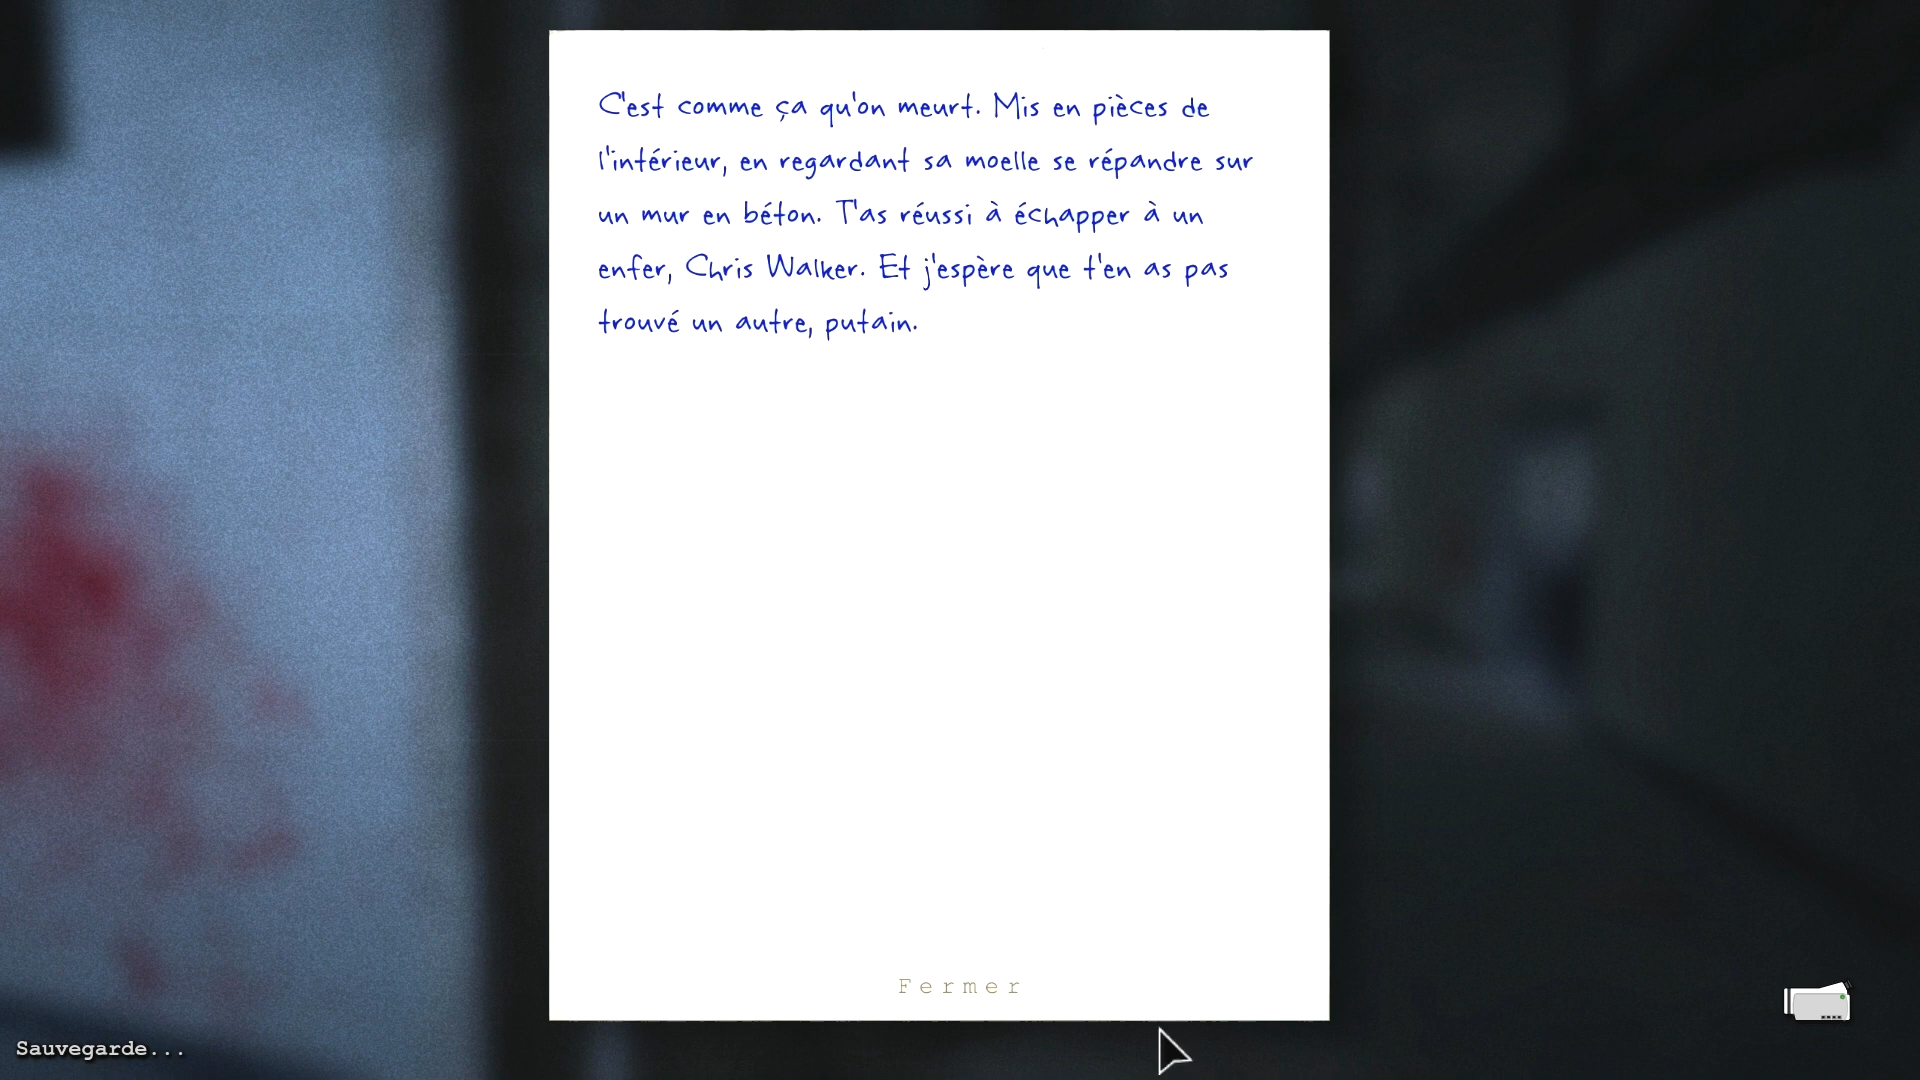 C'est comme ça qu'on meurt. Mis en pièces de
l'intérieur, en regardant sa moelle se répandre sur
un mur en béton. T'as réussi à échapper à un
enfer, Chris Walker. Et j'espère que t'en as pas
trouvé un autre, putain.
Fermer
Sauvegarde...